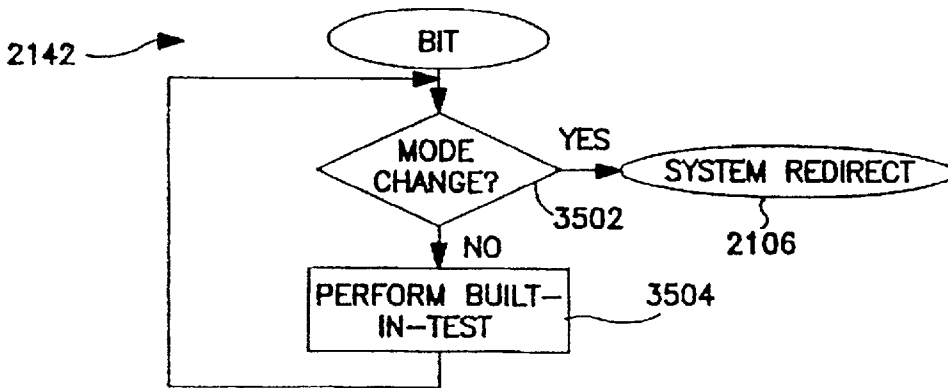 BIT
2142
MODE
CHANGE?
YES
SYSTEM REDIRECT
3502
2106
NO
PERFORM BUILT-
IN-TEST
3504